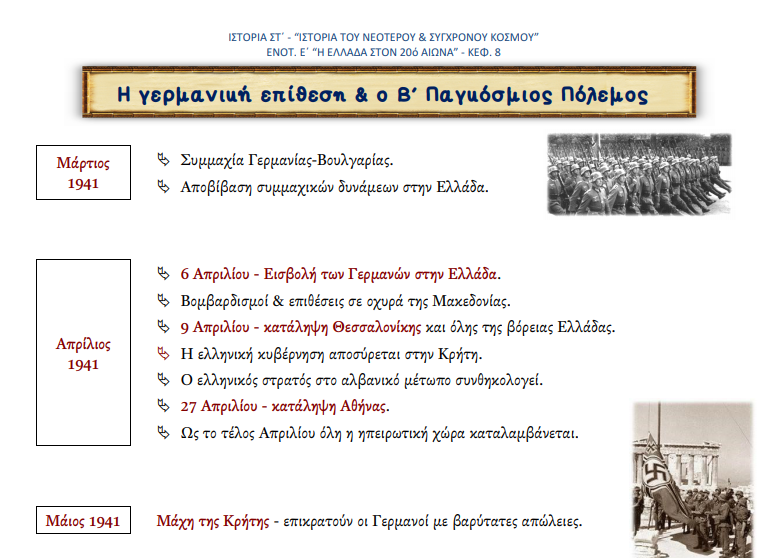 ΙΣΤΟΡΙΑ ΣΤ΄ - “ΙΣΤΟΡΙΑ ΤΟΥ ΝΕΟΤΕΡΟΥ & ΣΥΓΧΡΟΝΟΥ ΚΟΣΜΟΥ”
ΕΝΟΤ. Ε΄ “Η ΕΛΛΑΔΑ ΣΤΟΝ 20ό ΑΙΩΝΑ” - ΚΕΦ. 8
Η γερμανική επίθεση & ο Β’ Παγκόσμιος Πόλεμος
Μάρτιος
1941
Συμμαχία Γερμανίας-Βουλγαρίας.
Αποβίβαση συμμαχικών δυνάμεων στην Ελλάδα.
Απρίλιος
1941
6 Απριλίου - Εισβολή των Γερμανών στην Ελλάδα.
Βομβαρδισμοί & επιθέσεις σε οχυρά της Μακεδονίας.
9 Απριλίου - κατάληψη Θεσσαλονίκης και όλης της βόρειας Ελλάδας.
Η ελληνική κυβέρνηση αποσύρεται στην Κρήτη.
Ο ελληνικός στρατός στο αλβανικό μέτωπο συνθηκολογεί.
27 Απριλίου - κατάληψη Αθήνας.
Ως το τέλος Απριλίου όλη η ηπειρωτική χώρα καταλαμβάνεται.
Μάιος 1941
Μάχη της Κρήτης - επικρατούν οι Γερμανοί με βαρύτατες απώλειες.